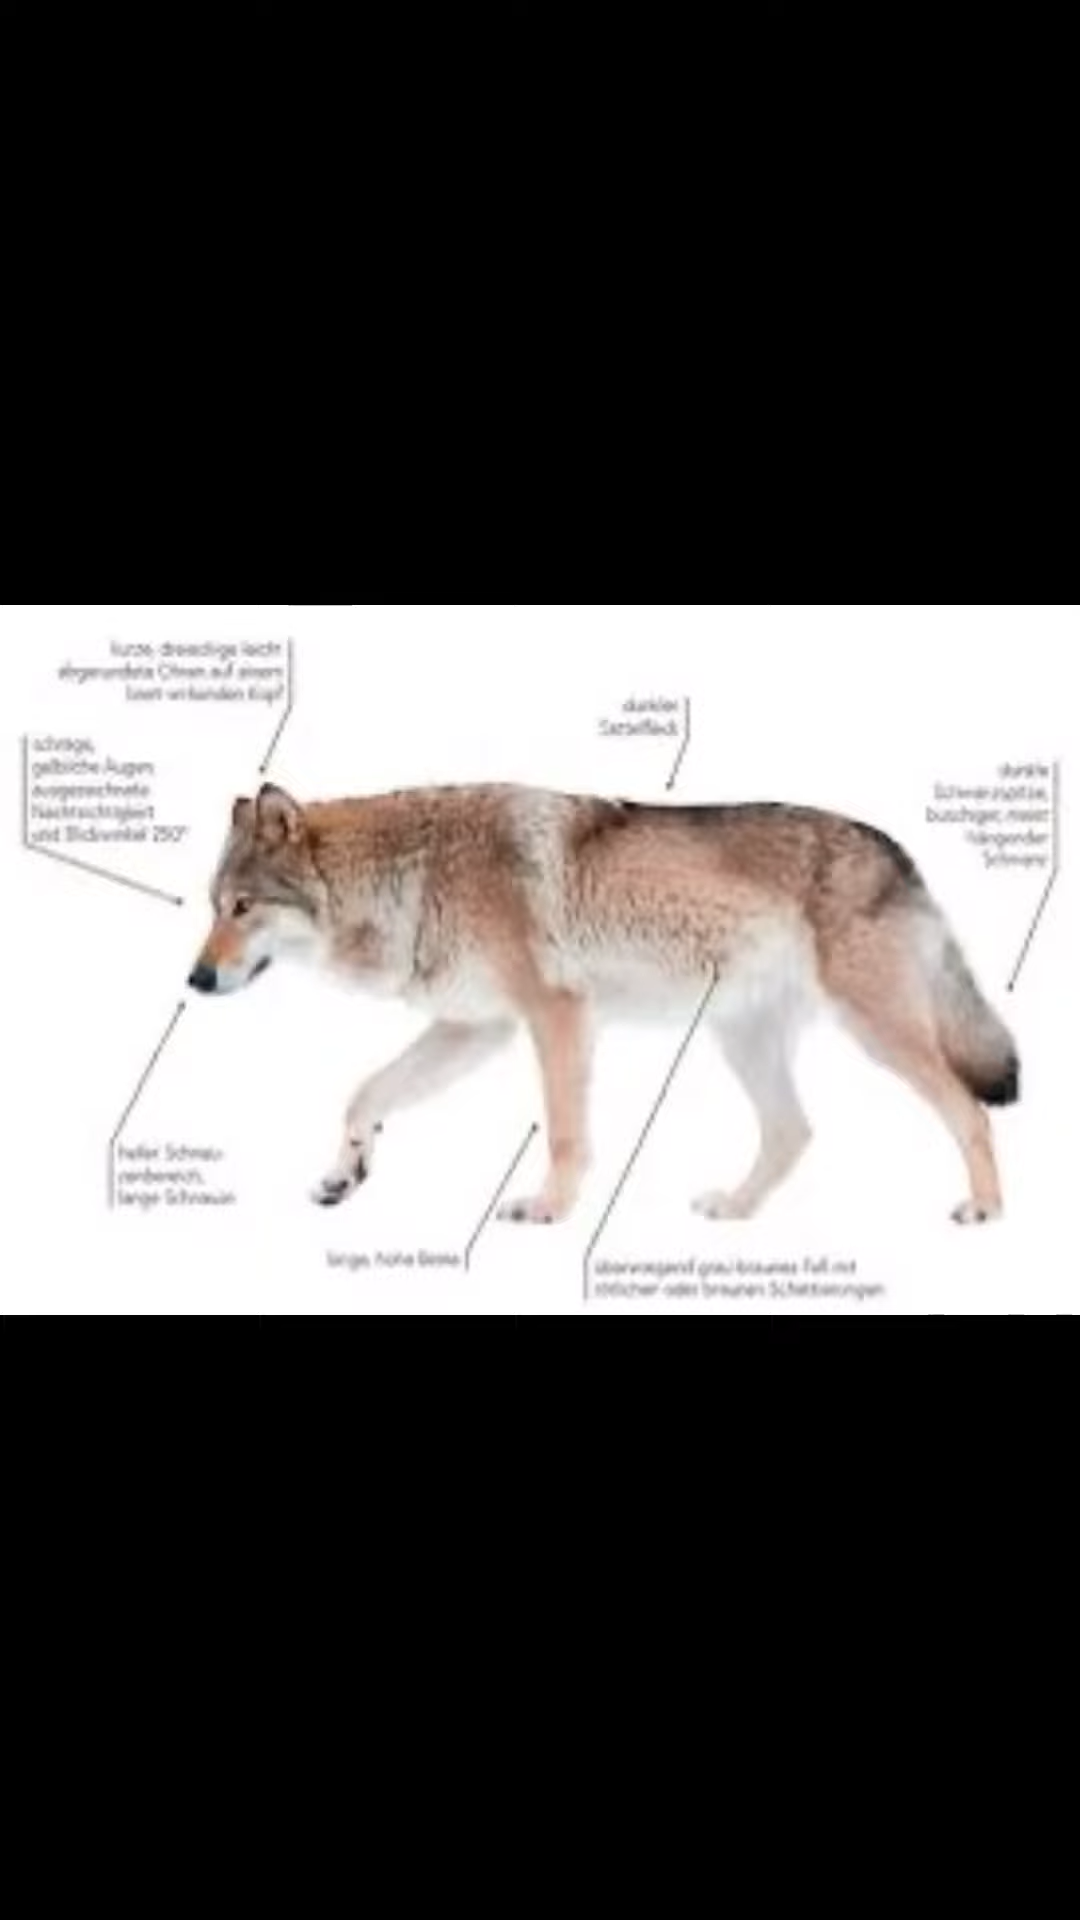 kurze, dreieckige leicht
abgerundete Ohren auf einem
breit wirkenden Kopf
schräge,
gelbliche Augen
ausgezeichnete
Nachtsichtigkeit
und Blickwinkel 250°
dunkler
Sattelfleck
dunkle
Schwanzspitze,
buschiger, meist
hängender
Schwanz
heller Schnau-
zenbereich,
lange Schnauze
lange, hohe Beine
überwiegend grau-braunes Fell mit
rötlichen oder braunen Schattierungen